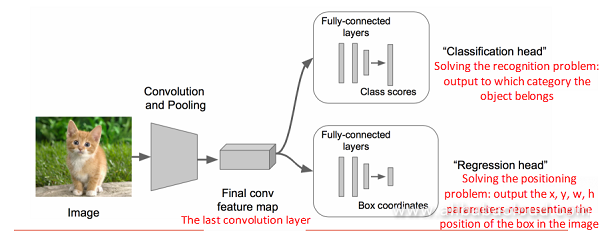 Fully-connected
layers
Class scores
"Classification head"
Solving the recognition problem:
output to which category the
object belongs
Convolution
and Pooling
Image
Final conv
feature map
The last convolution layer
Fully-connected
layers
Box coordinates
"Regression head"
Solving the positioning
problem: output the x, y, w, h
parameters representing the
position of the box in the image